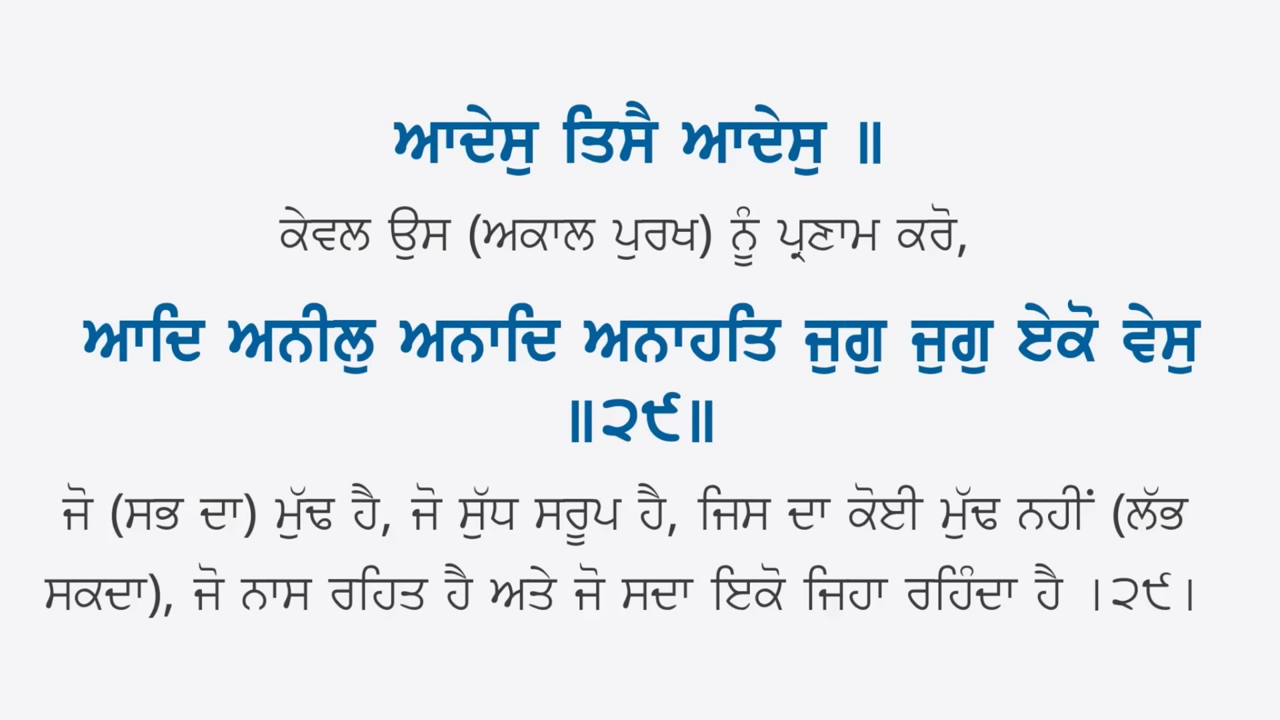 ਆਦੇਸੁ ਤਿਸੈ ਆਦੇਸੁ ॥
ਕੇਵਲ ਉਸ (ਅਕਾਲ ਪੁਰਖ) ਨੂੰ ਪ੍ਰਣਾਮ ਕਰੋ,
ਆਦਿ ਅਨੀਲੁ ਅਨਾਦਿ ਅਨਾਹਤਿ ਜੁਗੁ ਜੁਗੁ ਏਕੋ ਵੇਸੁ
॥੨੯॥
ਜੋ (ਸਭ ਦਾ) ਮੁੱਢ ਹੈ, ਜੋ ਸੁੱਧ ਸਰੂਪ ਹੈ, ਜਿਸ ਦਾ ਕੋਈ ਮੁੱਢ ਨਹੀਂ (ਲੱਭ
ਸਕਦਾ), ਜੋ ਨਾਸ ਰਹਿਤ ਹੈ ਅਤੇ ਜੋ ਸਦਾ ਇਕੋ ਜਿਹਾ ਰਹਿੰਦਾ ਹੈ ।੨੯।